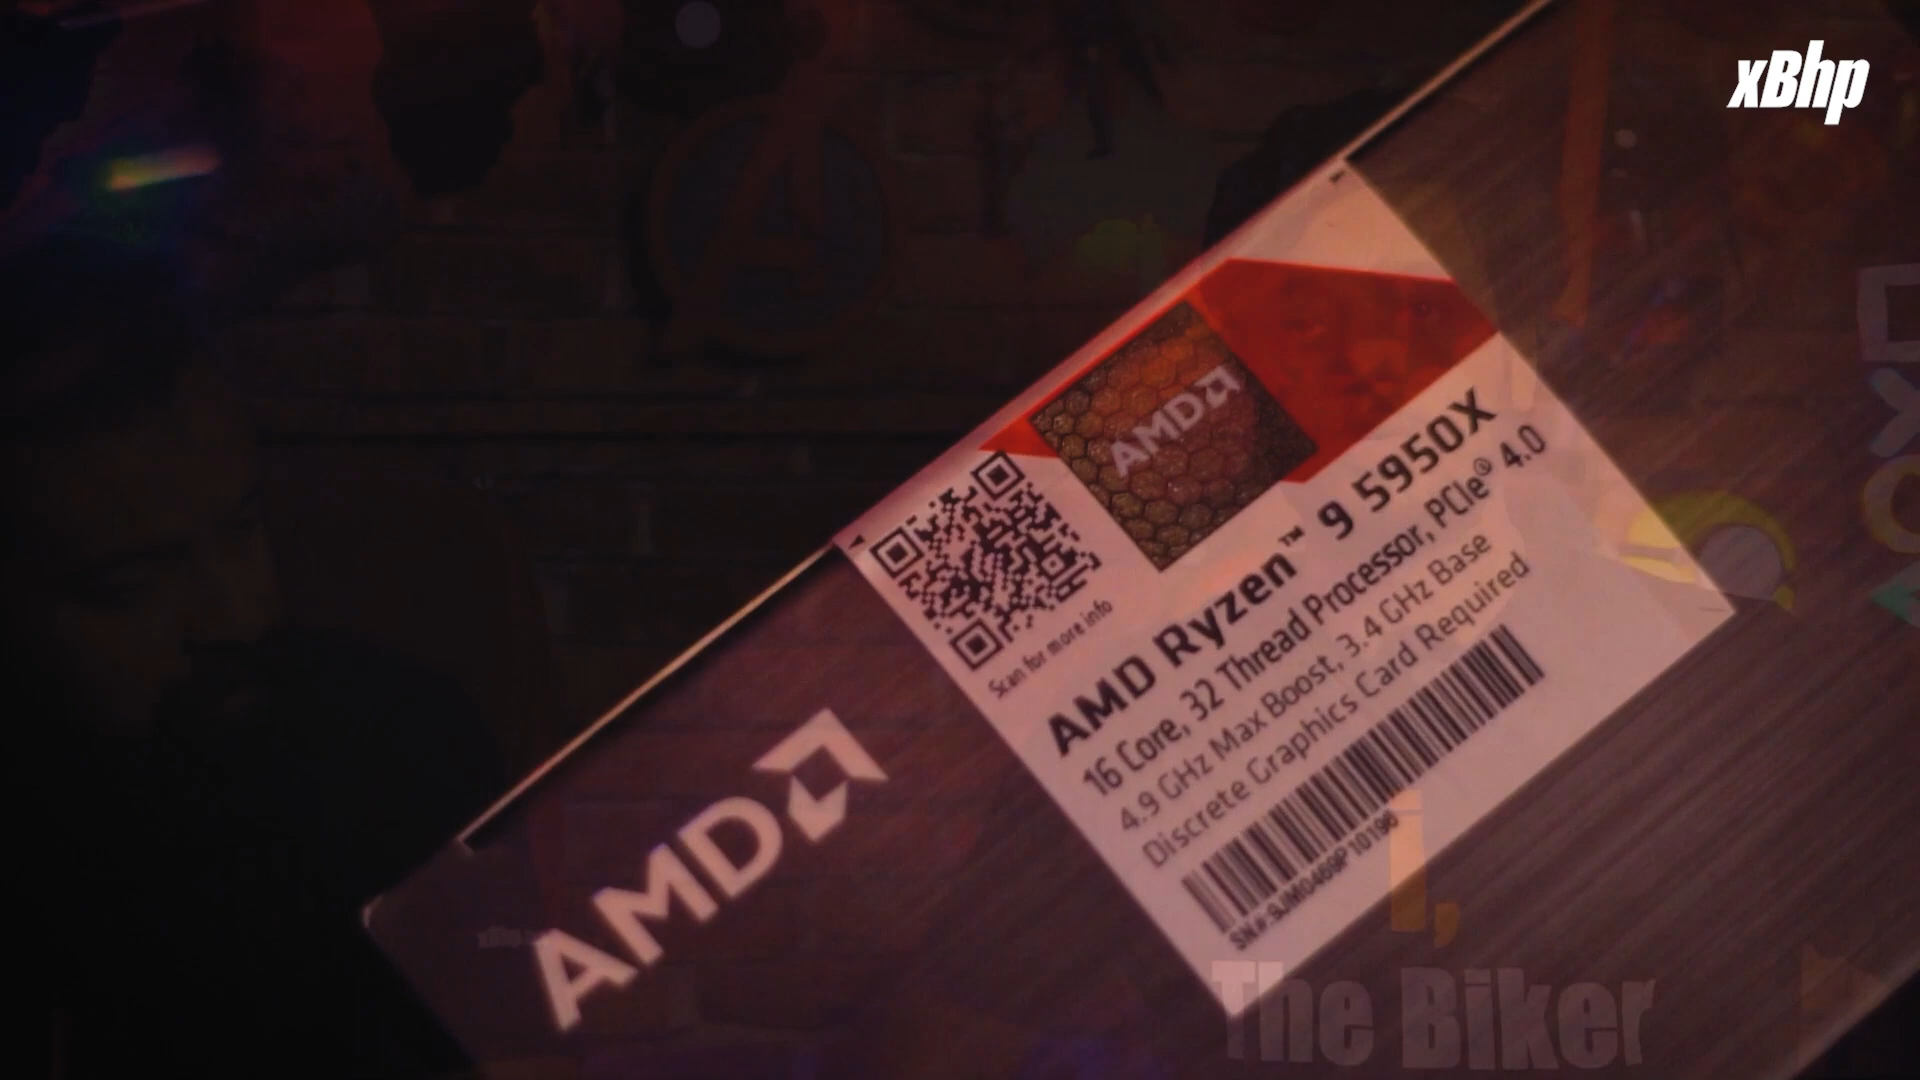 xBhp
AMD
AMD Ryzen™ 9 5950X
16 Core, 32 Thread Processor, PCIe® 4.0
4.9 GHz Max Boost, 3.4 GHz Base
Discrete Graphics Card Required
Scan for more info
AMD
i,
The Biker